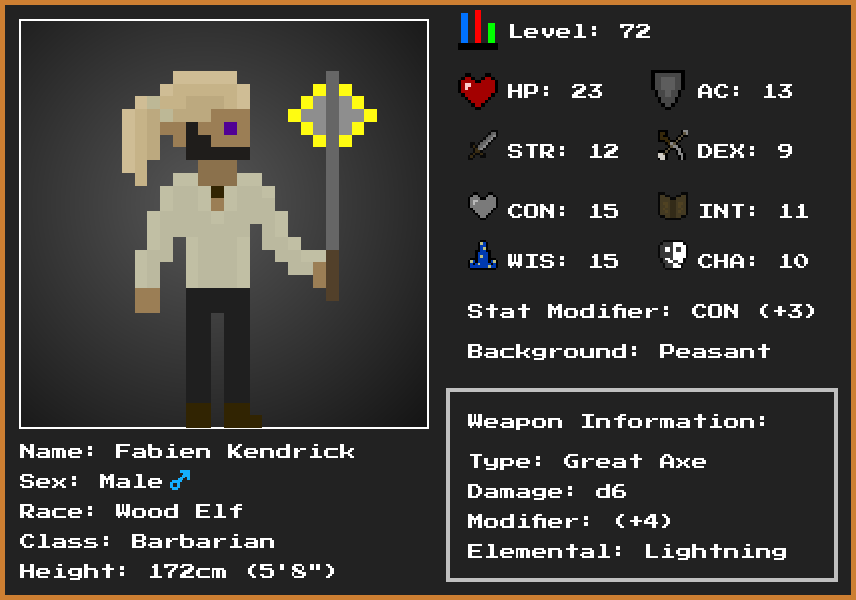 Level: 72
HP: 23 AC: 13
STR: 12 DEX: 9
CON: 15 INT: 11
WIS: 15 CHA: 10
Stat Modifier: CON (+3)
Background: Peasant
Weapon Information:
Type: Great Axe
Damage: d6
Modifier: (+4)
Elemental: Lightning
Name: Fabien Kendrick
Sex: Male ♂
Race: Wood Elf
Class: Barbarian
Height: 172cm (5'8")